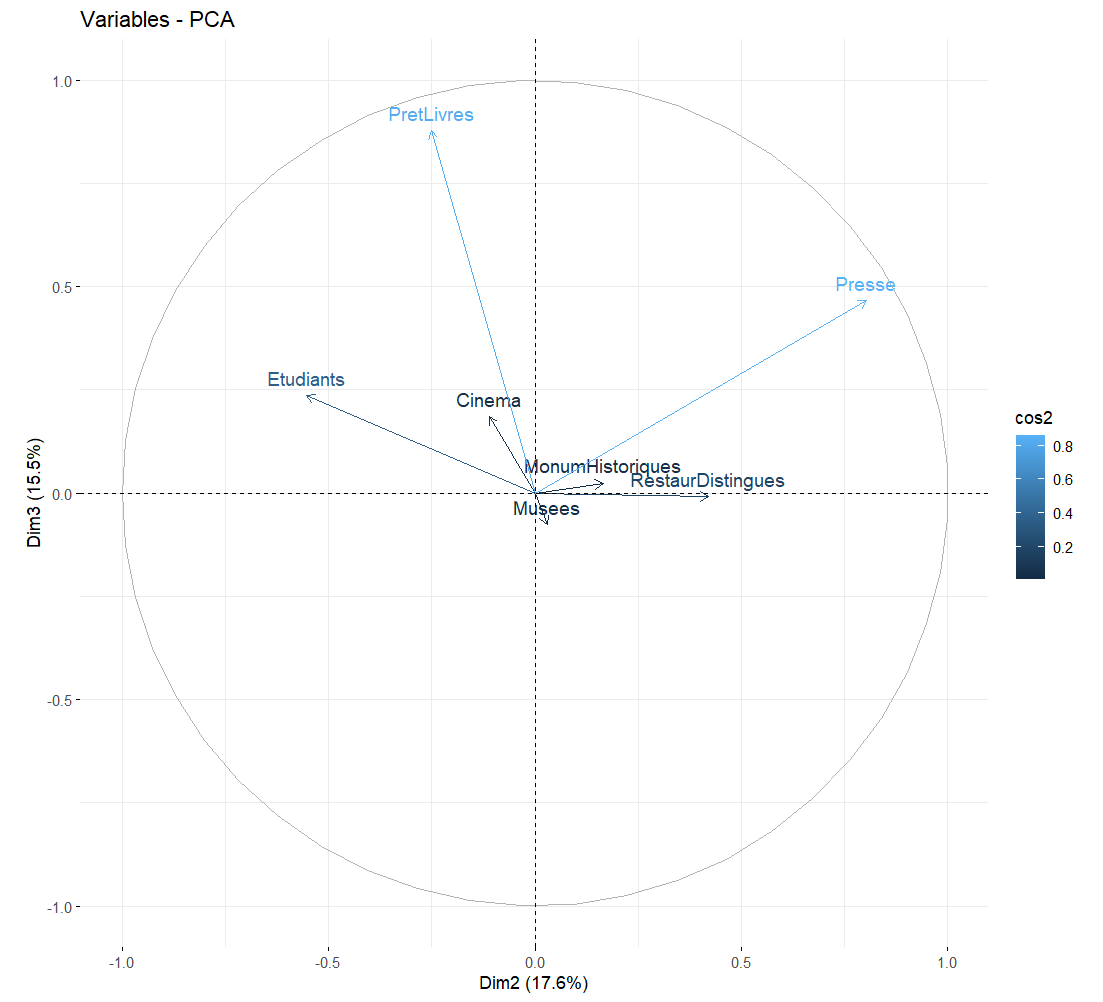 Variables - PCA
1.0
PretLivres
0.5
Presse
Etudiants
Cinema
MonumHistoriques
RestaurDistingues
0.0
Musees
-0.5
-1.0
-1.0
-0.5
0.0
0.5
1.0
Dim2 (17.6%)
Dim3 (15.5%)
cos2
0.8
0.6
0.4
0.2